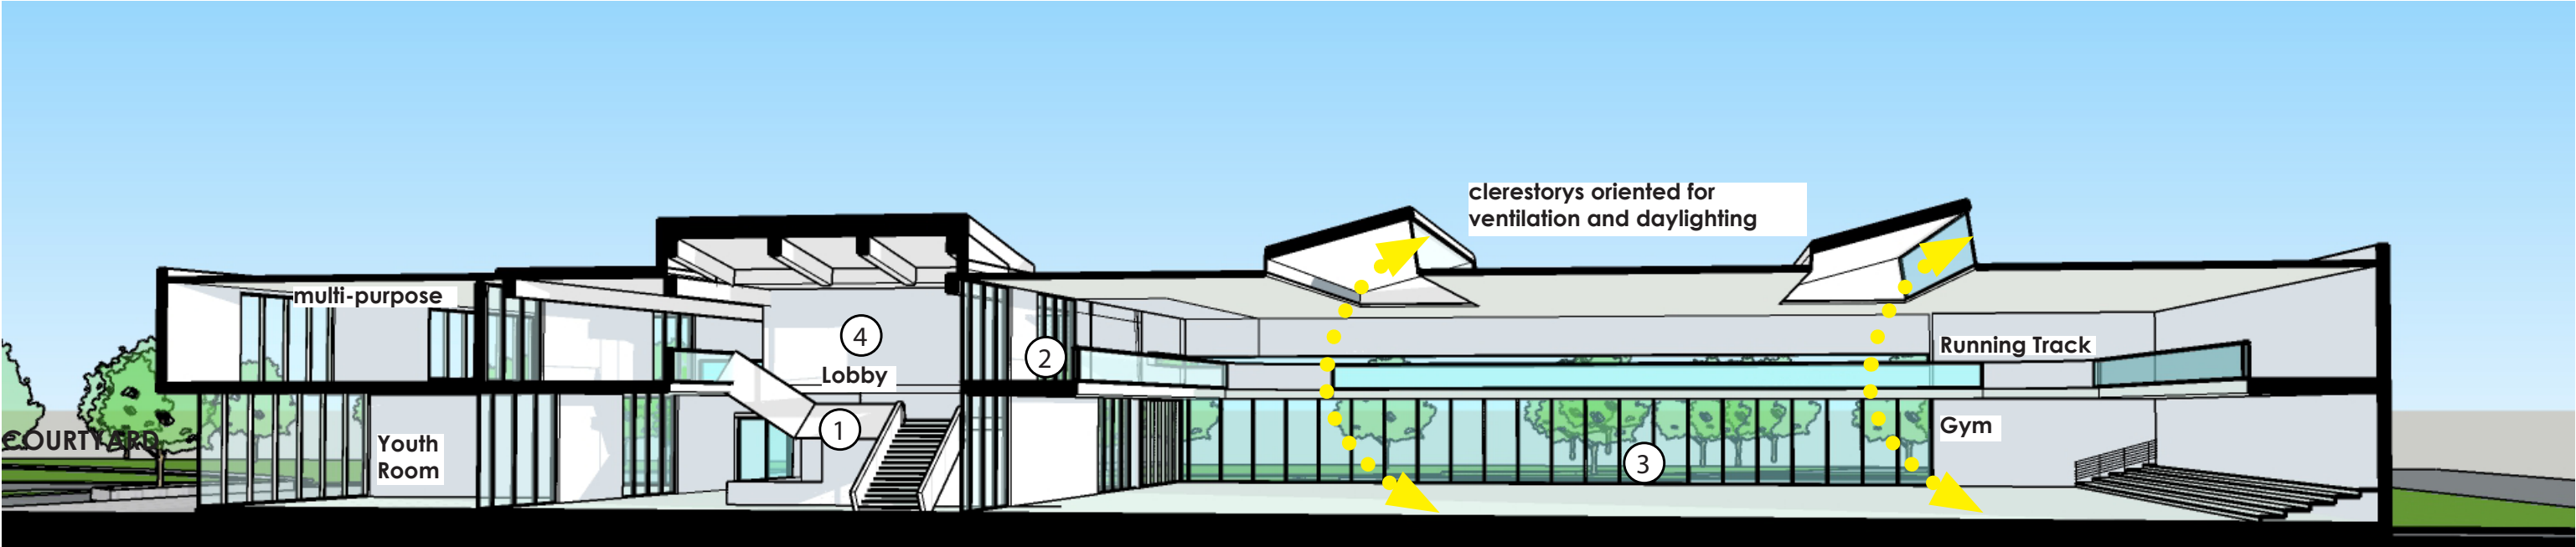 clerestorys oriented for
ventilation and daylighting
multi-purpose
4
Lobby
2
Running Track
1
Gym
COURTYARD
Youth
Room
3